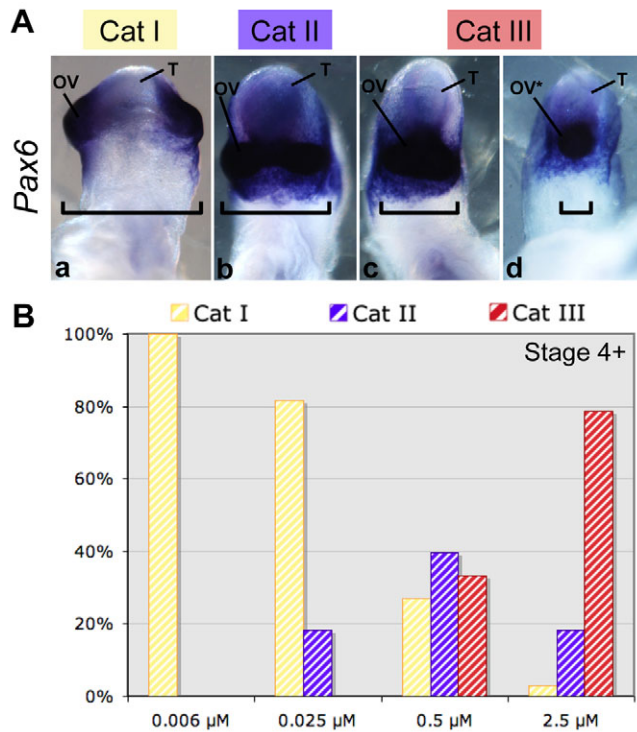 A Cat I Cat II Cat III
Pax6
OV T OV T OV T OV* T
a b c d
B Cat I Cat II Cat III
Stage 4+
100%
80%
60%
40%
20%
0%
0.006 µM 0.025 µM 0.5 µM 2.5 µM